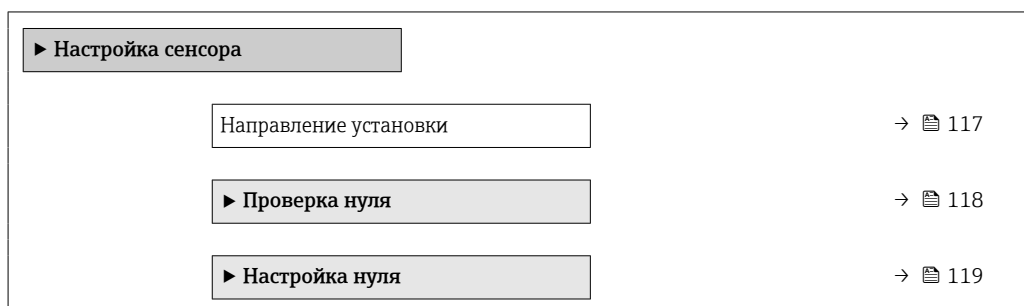 ▶ Настройка сенсора
Направление установки → 117
▶ Проверка нуля → 118
▶ Настройка нуля → 119